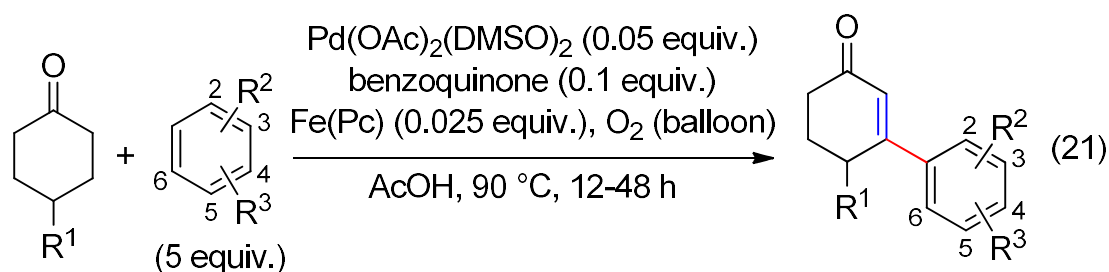 Pd(OAc)₂(DMSO)₂ (0.05 equiv.)
benzoquinone (0.1 equiv.)
Fe(Pc) (0.025 equiv.), O₂ (balloon)
AcOH, 90 °C, 12-48 h
O
R¹
+
2
R²
3
4
R³
5
6
(5 equiv.)
O
R¹
2
R²
3
4
R³
5
6
(21)